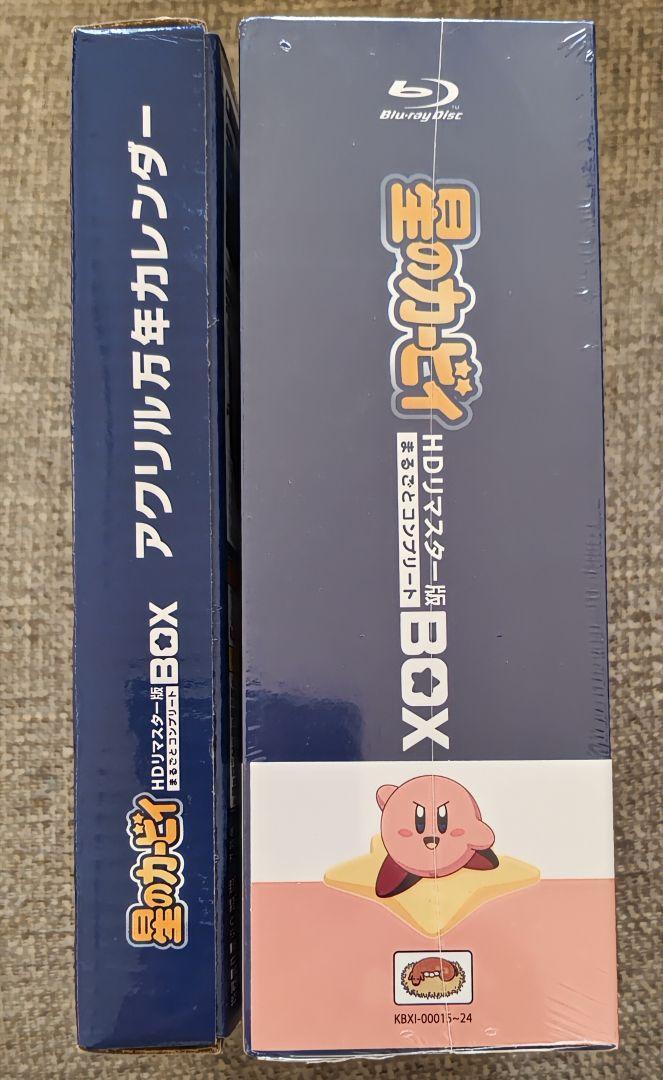 星のカービィ
HDリマスター版
まるごとコンプリート
BOX
アクリル万年カレンダー
Blu-ray Disc
TM
星のカービィ
HDリマスター版
まるごとコンプリート
BOX
KBXI-00015~24